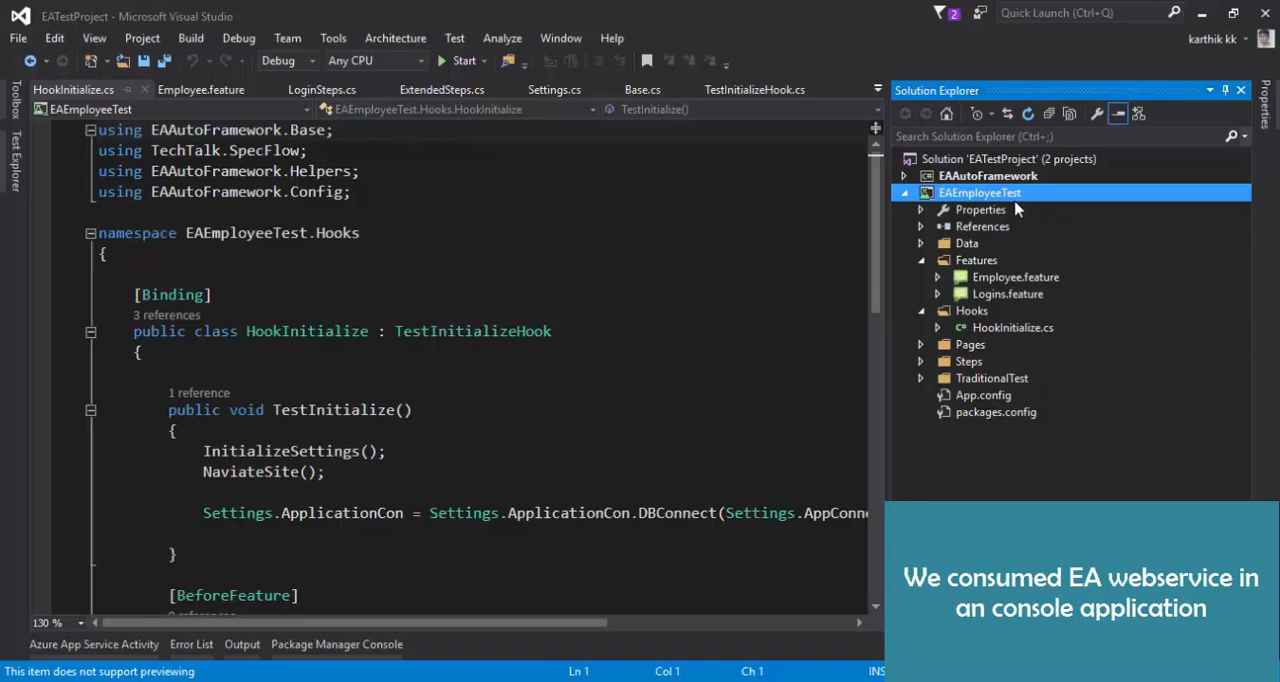 EATestProject - Microsoft Visual Studio
2
Quick Launch (Ctrl+Q)
File Edit View Project Build Debug Team Tools Architecture Test Analyze Window Help
karthik kk
Debug Any CPU Start
HookInitialize.cs Employee.feature LoginSteps.cs ExtendedSteps.cs Settings.cs Base.cs TestInitializeHook.cs
EAEmployeeTest EAEmployeeTest.Hooks.HookInitialize TestInitialize()
Toolbox
Test Explorer
using EAAutoFramework.Base;
using TechTalk.SpecFlow;
using EAAutoFramework.Helpers;
using EAAutoFramework.Config;
namespace EAEmployeeTest.Hooks
{
[Binding]
3 references
public class HookInitialize : TestInitializeHook
{
1 reference
public void TestInitialize()
{
InitializeSettings();
NaviateSite();
Settings.ApplicationCon = Settings.ApplicationCon.DBConnect(Settings.AppConne
}
[BeforeFeature]
130 %
Solution Explorer
Search Solution Explorer (Ctrl+;)
Solution 'EATestProject' (2 projects)
EAAutoFramework
EAEmployeeTest
Properties
References
Data
Features
Employee.feature
Logins.feature
Hooks
HookInitialize.cs
Pages
Steps
TraditionalTest
App.config
packages.config
Properties
We consumed EA webservice in
an console application
Azure App Service Activity Error List Output Package Manager Console
This item does not support previewing Ln 1 Col 1 Ch 1 INS